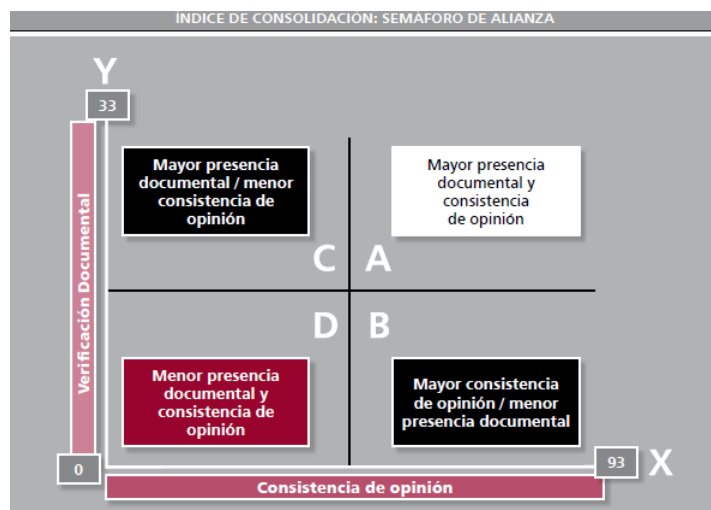 ÍNDICE DE CONSOLIDACIÓN: SEMÁFORO DE ALIANZA
Y
33
Verificación Documental
Mayor presencia
documental / menor
consistencia de
opinión
Mayor presencia
documental y
consistencia
de opinión
C
A
D
B
Menor presencia
documental y
consistencia de
opinión
Mayor consistencia
de opinión / menor
presencia documental
0
93
X
Consistencia de opinión